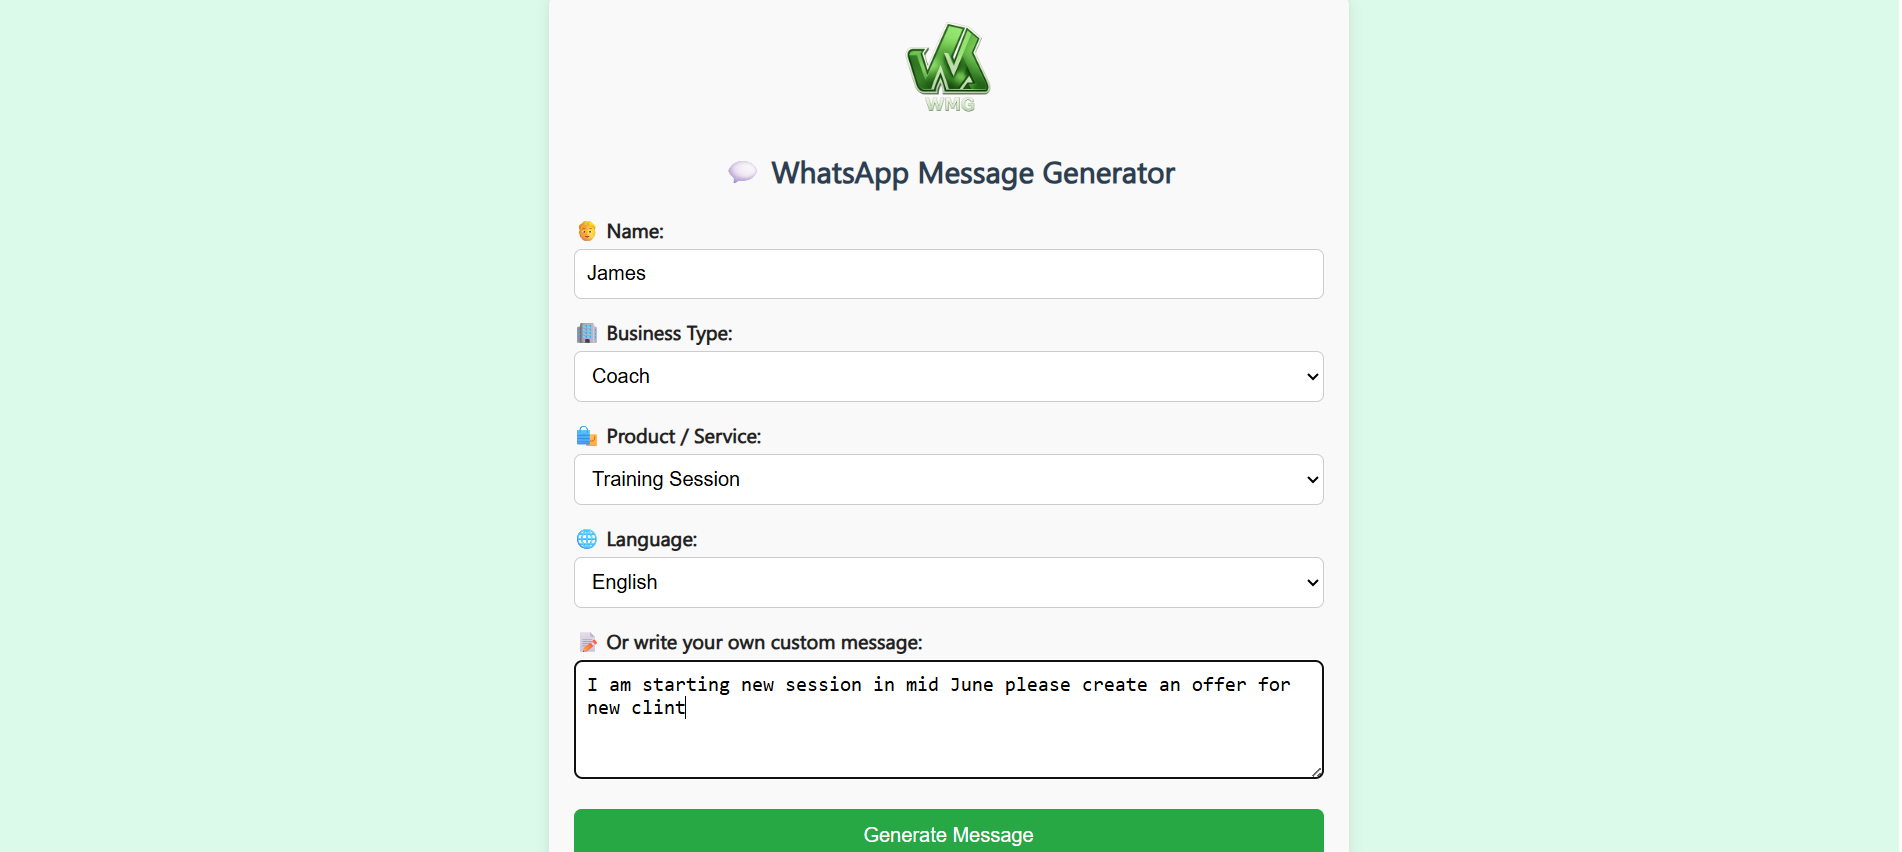 WMG
WhatsApp Message Generator
Name:
James
Business Type:
Coach
Product / Service:
Training Session
Language:
English
Or write your own custom message:
I am starting new session in mid June please create an offer for
new clint
Generate Message